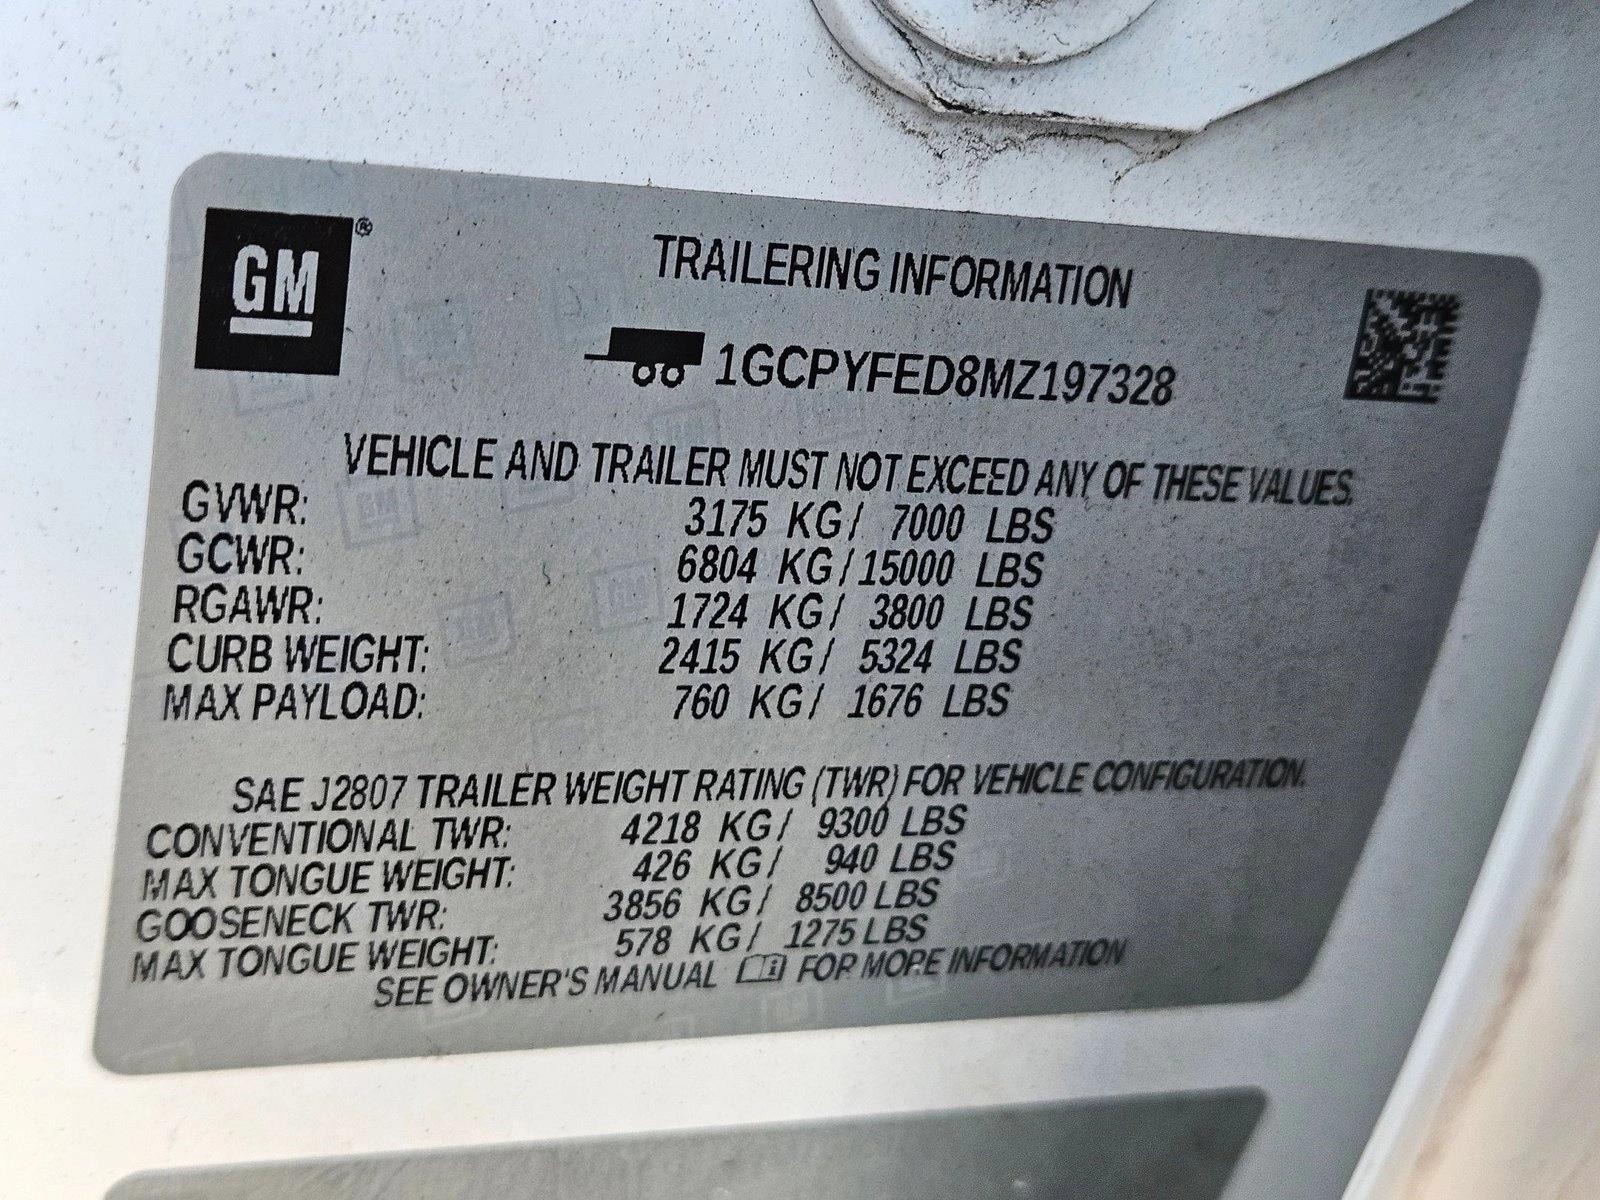 GM®
TRAILERING INFORMATION
1GCPYFED8MZ197328
VEHICLE AND TRAILER MUST NOT EXCEED ANY OF THESE VALUES.
GVWR: 3175 KG/ 7000 LBS
GCWR: 6804 KG/15000 LBS
RGAWR: 1724 KG/ 3800 LBS
CURB WEIGHT: 2415 KG/ 5324 LBS
MAX PAYLOAD: 760 KG/ 1676 LBS
SAE J2807 TRAILER WEIGHT RATING (TWR) FOR VEHICLE CONFIGURATION.
CONVENTIONAL TWR: 4218 KG/ 9300 LBS
MAX TONGUE WEIGHT: 426 KG/ 940 LBS
GOOSENECK TWR: 3856 KG/ 8500 LBS
MAX TONGUE WEIGHT: 578 KG/ 1275 LBS
SEE OWNER'S MANUAL FOR MORE INFORMATION